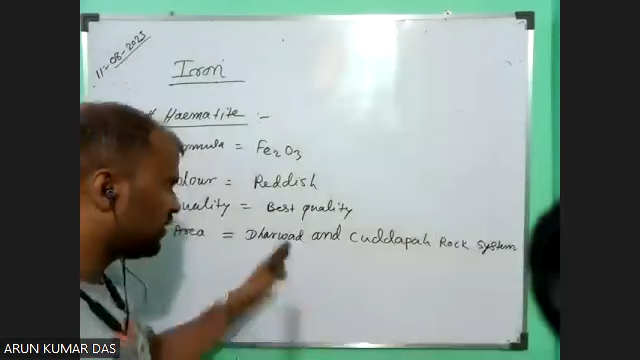 11-08-2023
Iron
# Haematite :-
Formula = Fe2O3
Colour = Reddish
Quality = Best quality
Area = Dharwad and Cuddapah Rock System
ARUN KUMAR DAS